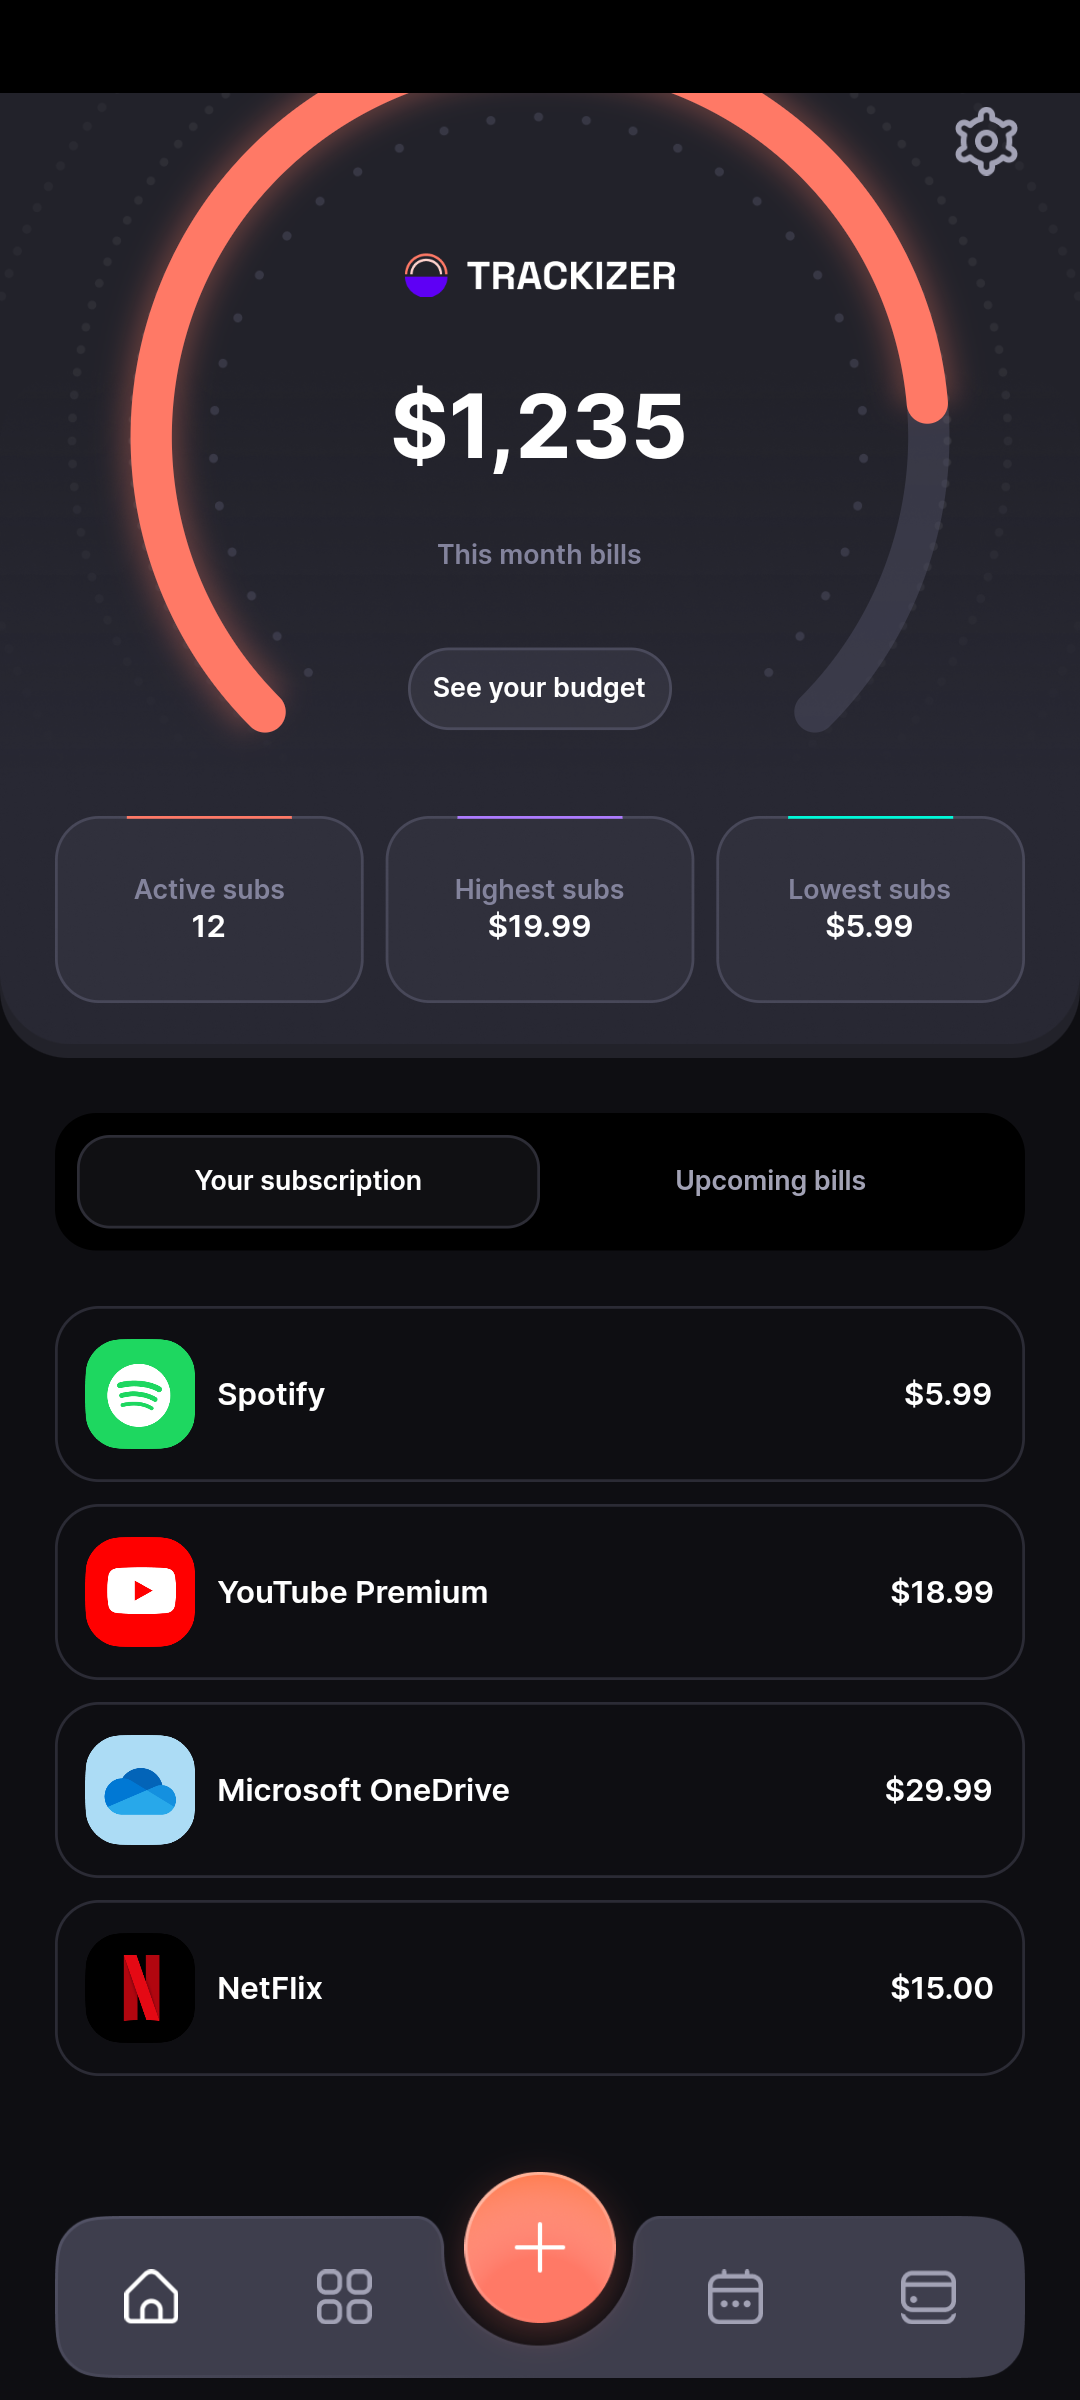 TRACKIZER
$1,235
This month bills
See your budget
Active subs
12
Highest subs
$19.99
Lowest subs
$5.99
Your subscription
Upcoming bills
Spotify
$5.99
YouTube Premium
$18.99
Microsoft OneDrive
$29.99
NetFlix
$15.00